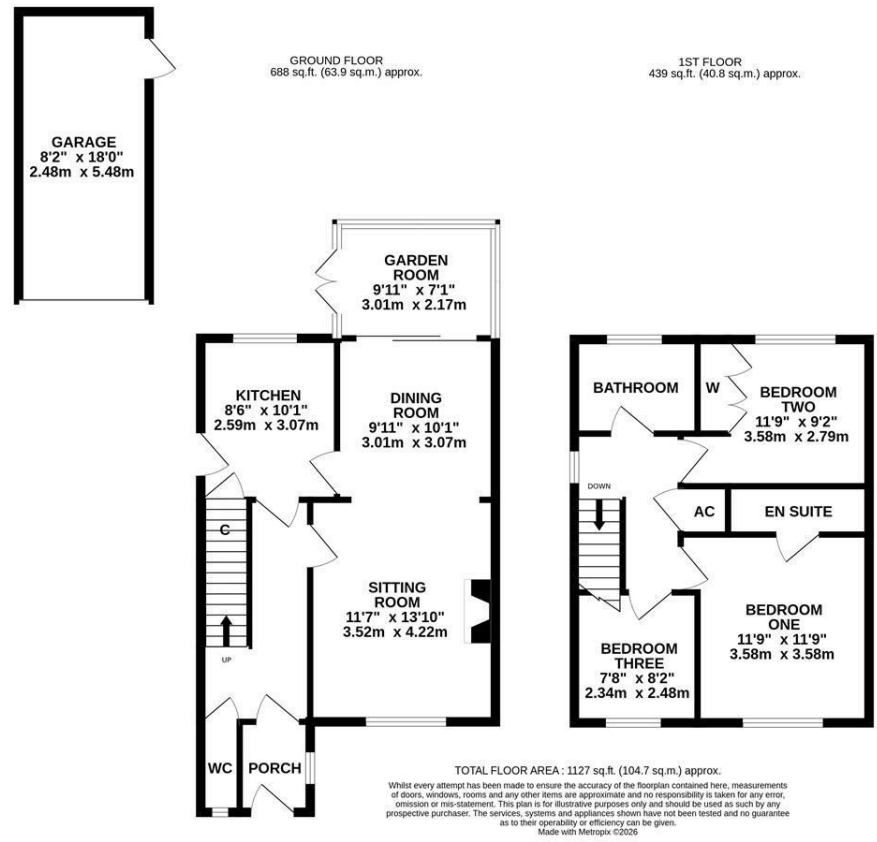 GROUND FLOOR
688 sq.ft. (63.9 sq.m.) approx.
1ST FLOOR
439 sq.ft. (40.8 sq.m.) approx.
GARAGE
8'2" x 18'0"
2.48m x 5.48m
GARDEN
ROOM
9'11" x 7'1"
3.01m x 2.17m
KITCHEN
8'6" x 10'1"
2.59m x 3.07m
DINING
ROOM
9'11" x 10'1"
3.01m x 3.07m
C
UP
SITTING
ROOM
11'7" x 13'10"
3.52m x 4.22m
WC
PORCH
BATHROOM
W
BEDROOM
TWO
11'9" x 9'2"
3.58m x 2.79m
DOWN
AC
EN SUITE
BEDROOM
ONE
11'9" x 11'9"
3.58m x 3.58m
BEDROOM
THREE
7'8" x 8'2"
2.34m x 2.48m
TOTAL FLOOR AREA : 1127 sq.ft. (104.7 sq.m.) approx.
Whilst every attempt has been made to ensure the accuracy of the floorplan contained here, measurements
of doors, windows, rooms and any other items are approximate and no responsibility is taken for any error,
omission or mis-statement. This plan is for illustrative purposes only and should be used as such by any
prospective purchaser. The services, systems and appliances shown have not been tested and no guarantee
as to their operability or efficiency can be given.
Made with Metropix ©2026